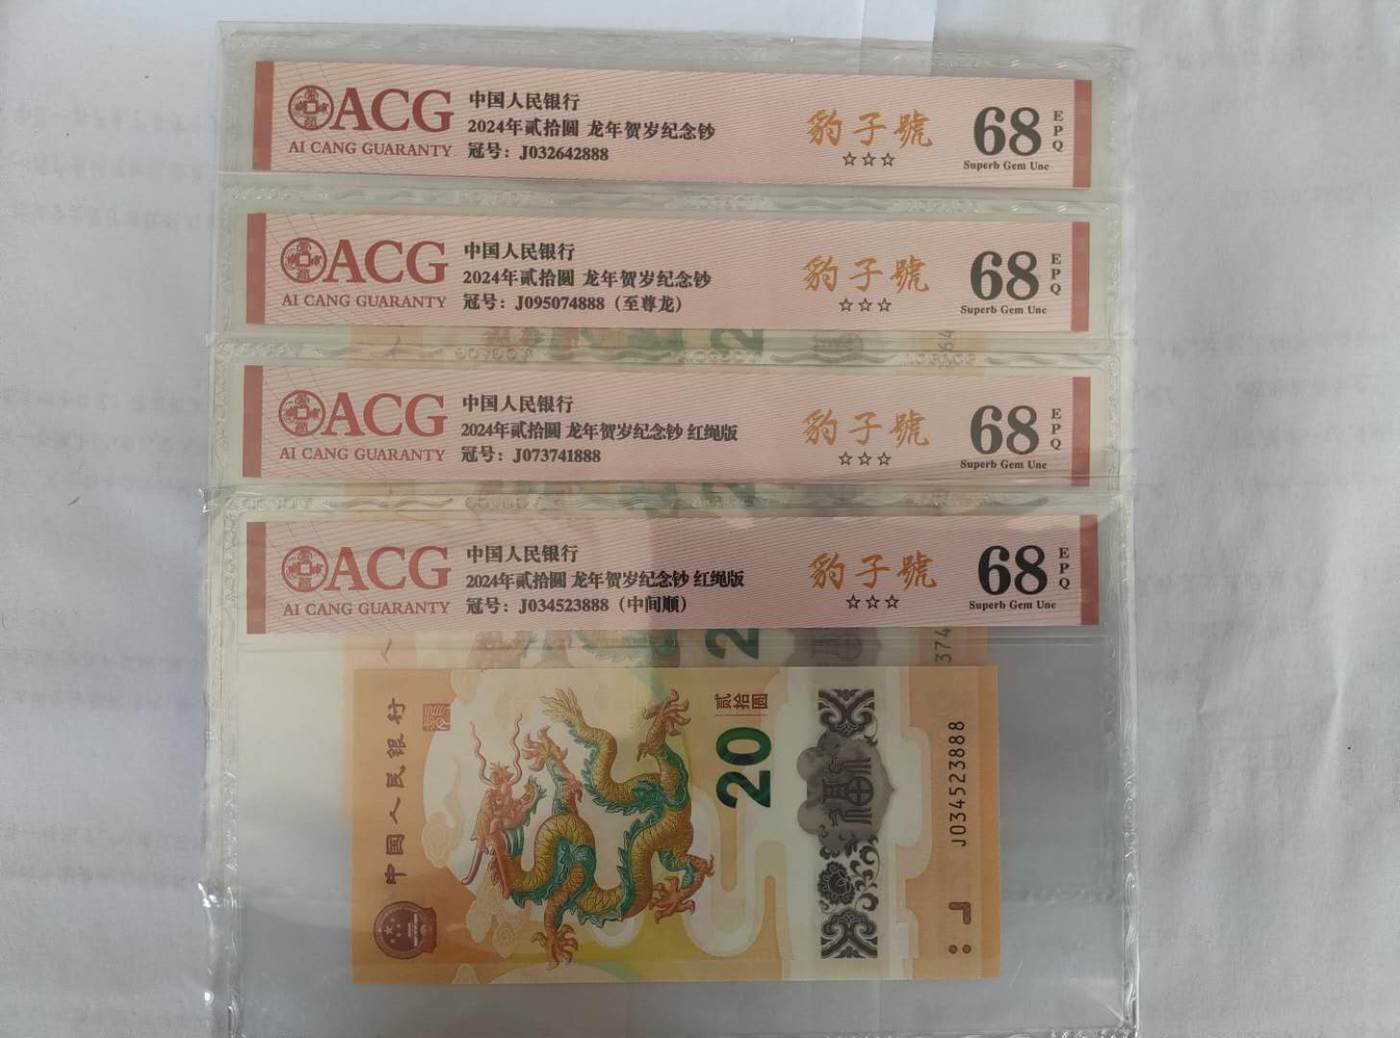 ACG
AI CANG GUARANTY
中国人民银行
2024年贰拾圆 龙年贺岁纪念钞
冠号：J032642888
豹子號
☆☆☆
68
EPQ
Superb Gem Unc
ACG
AI CANG GUARANTY
中国人民银行
2024年贰拾圆 龙年贺岁纪念钞
冠号：J095074888（至尊龙）
豹子號
☆☆☆
68
EPQ
Superb Gem Unc
ACG
AI CANG GUARANTY
中国人民银行
2024年贰拾圆 龙年贺岁纪念钞 红绳版
冠号：J073741888
豹子號
☆☆☆
68
EPQ
Superb Gem Unc
ACG
AI CANG GUARANTY
中国人民银行
2024年贰拾圆 龙年贺岁纪念钞 红绳版
冠号：J034523888（中间顺）
豹子號
☆☆☆
68
EPQ
Superb Gem Unc
中国人民银行
贰拾圆
20
J034523888